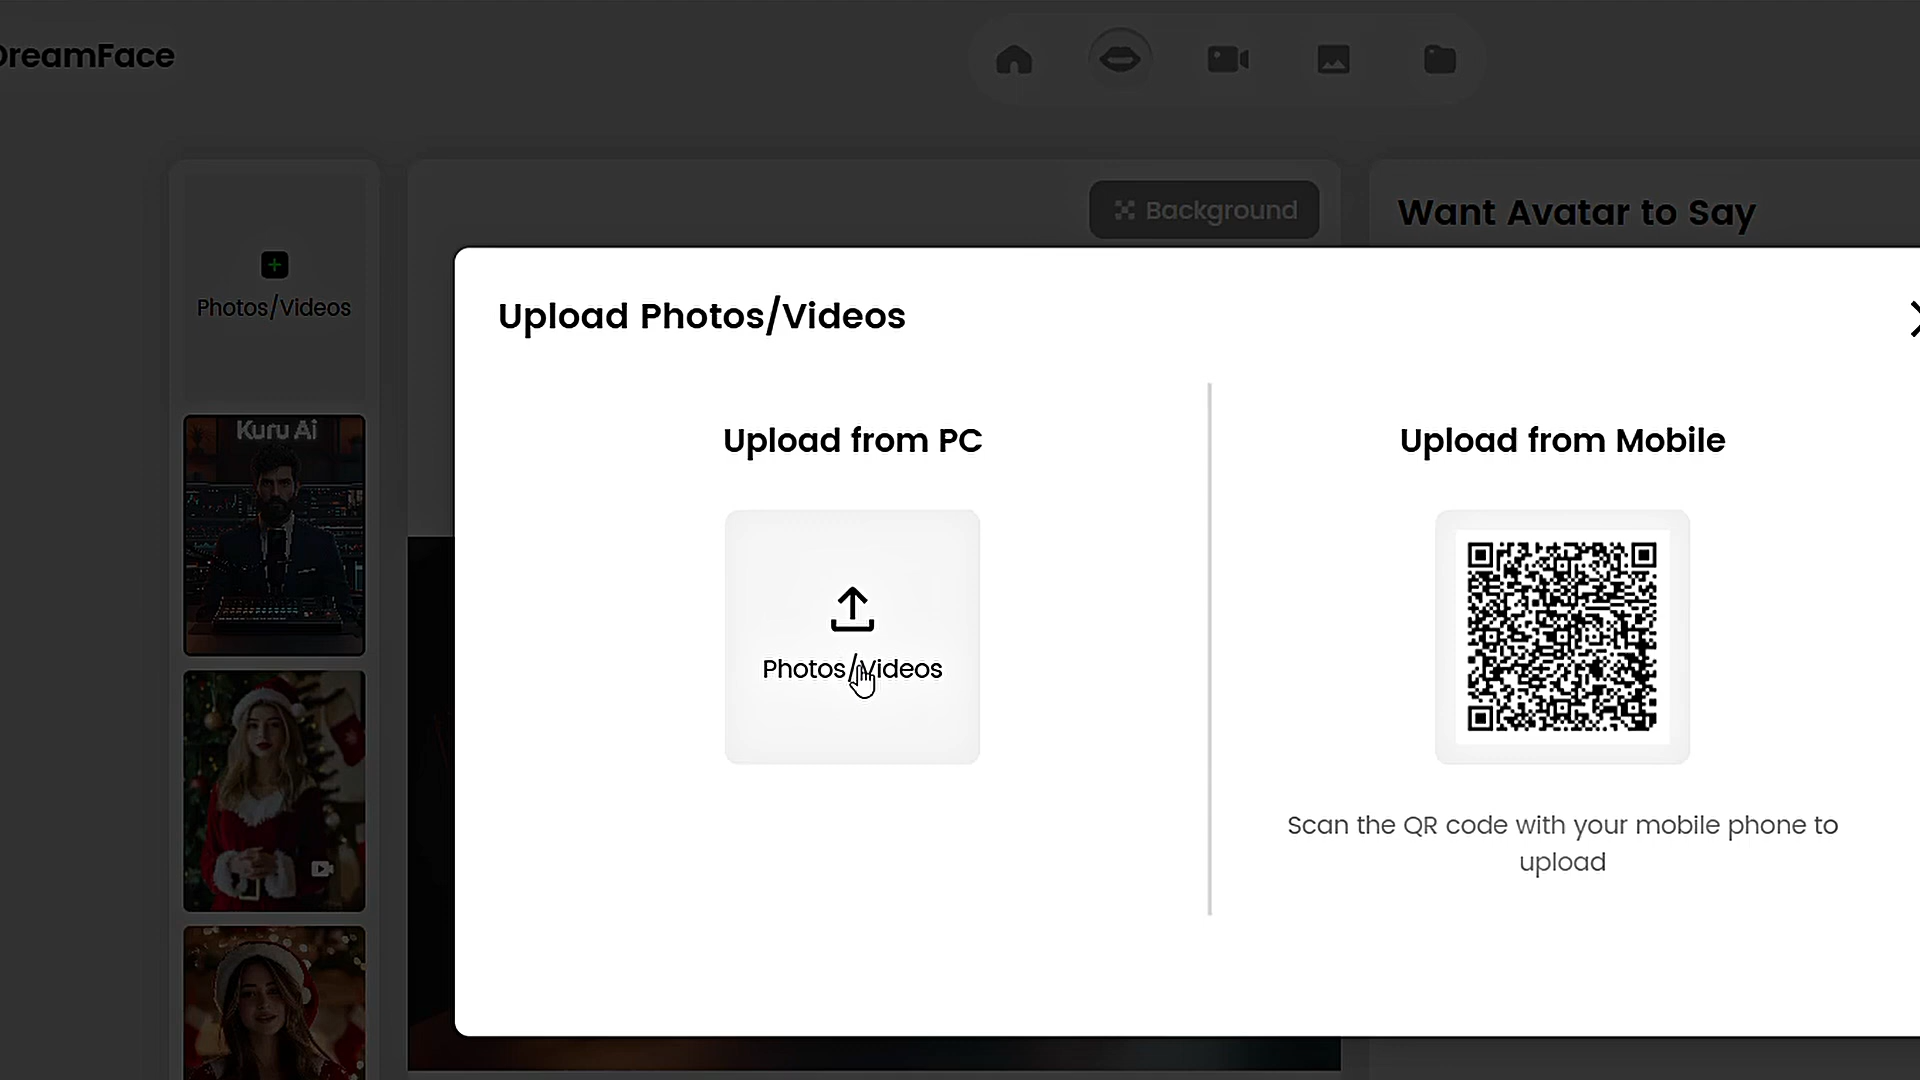 DreamFace
Background
Want Avatar to Say
Photos/Videos
Kuru Ai
Upload Photos/Videos
Upload from PC
Photos/Videos
Upload from Mobile
Scan the QR code with your mobile phone to
upload